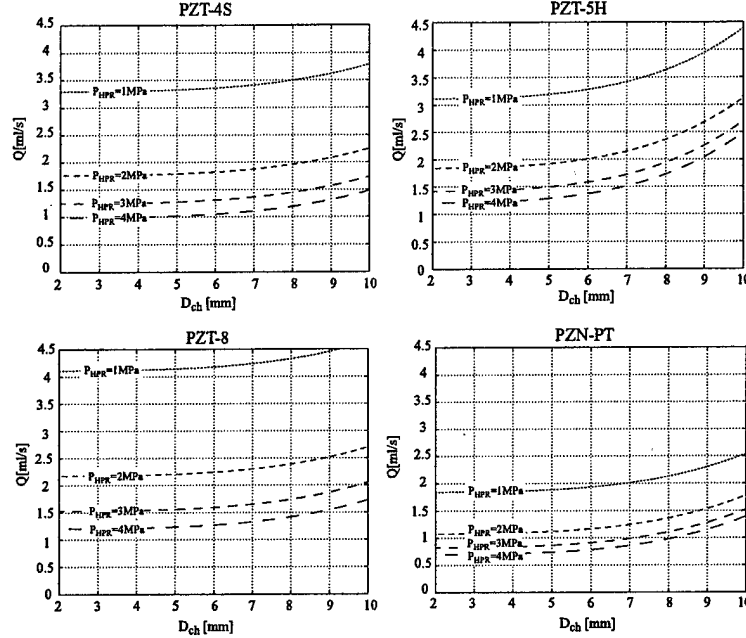 PZT-4S
4.5
4
3.5
3
2.5
2
1.5
1
0.5
0
Q[ml/s]
P_HPR=1MPa
P_HPR=2MPa
P_HPR=3MPa
P_HPR=4MPa
2 3 4 5 6 7 8 9 10
D_ch [mm]
PZT-5H
4.5
4
3.5
3
2.5
2
1.5
1
0.5
0
Q [ml/s]
P_HPR=1MPa
P_HPR=2MPa
P_HPR=3MPa
P_HPR=4MPa
2 3 4 5 6 7 8 9 10
D_ch [mm]
PZT-8
4.5
4
3.5
3
2.5
2
1.5
1
0.5
0
Q[ml/s]
P_HPR=1MPa
P_HPR=2MPa
P_HPR=3MPa
P_HPR=4MPa
2 3 4 5 6 7 8 9 10
D_ch [mm]
PZN-PT
4.5
4
3.5
3
2.5
2
1.5
1
0.5
0
Q[ml/s]
P_HPR=1MPa
P_HPR=2MPa
P_HPR=3MPa
P_HPR=4MPa
2 3 4 5 6 7 8 9 10
D_ch [mm]